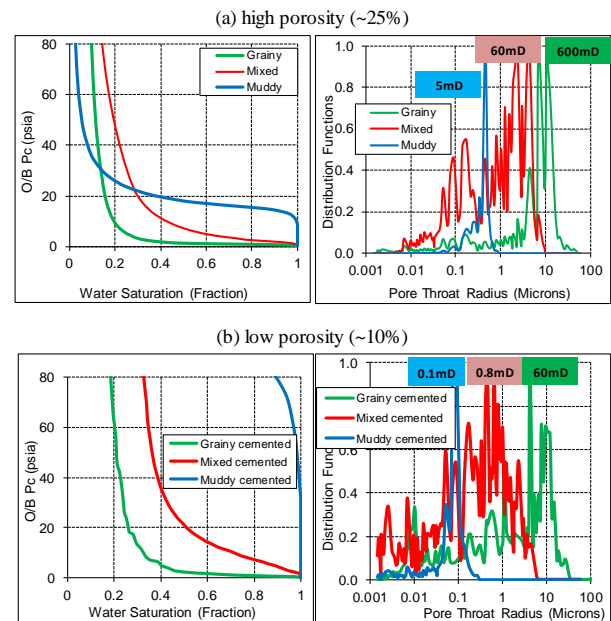 (a) high porosity (~25%)
O/B Pc (psia)
80
60
40
20
0
0 0.2 0.4 0.6 0.8 1
Water Saturation (Fraction)
Grainy
Mixed
Muddy
Distribution Functions
1.0
0.8
0.6
0.4
0.2
0.0
0.001 0.1 1 10 100
Pore Throat Radius (Microns)
5mD
60mD
600mD
Grainy
Mixed
Muddy
(b) low porosity (~10%)
O/B Pc (psia)
80
60
40
20
0
0 0.2 0.4 0.6 0.8 1
Water Saturation (Fraction)
Grainy cemented
Mixed cemented
Muddy cemented
Distribution Functions
1.0
0.8
0.6
0.4
0.2
0.0
0.001 0.01 0.1 1 10 100
Pore Throat Radius (Microns)
0.1mD
0.8mD
60mD
Grainy cemented
Mixed cemented
Muddy cemented